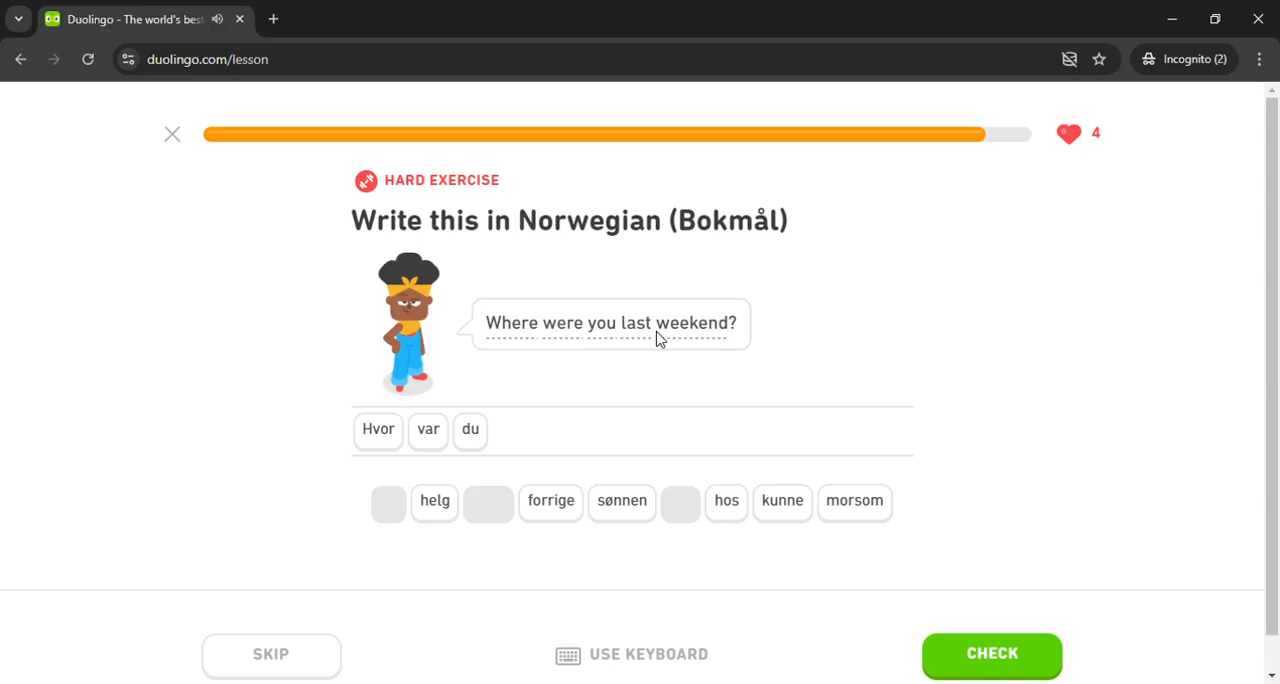 Duolingo - The world's bes
duolingo.com/lesson
Incognito (2)
4
HARD EXERCISE
Write this in Norwegian (Bokmål)
Where were you last weekend?
Hvor var du
helg forrige sønnen hos kunne morsom
SKIP USE KEYBOARD CHECK